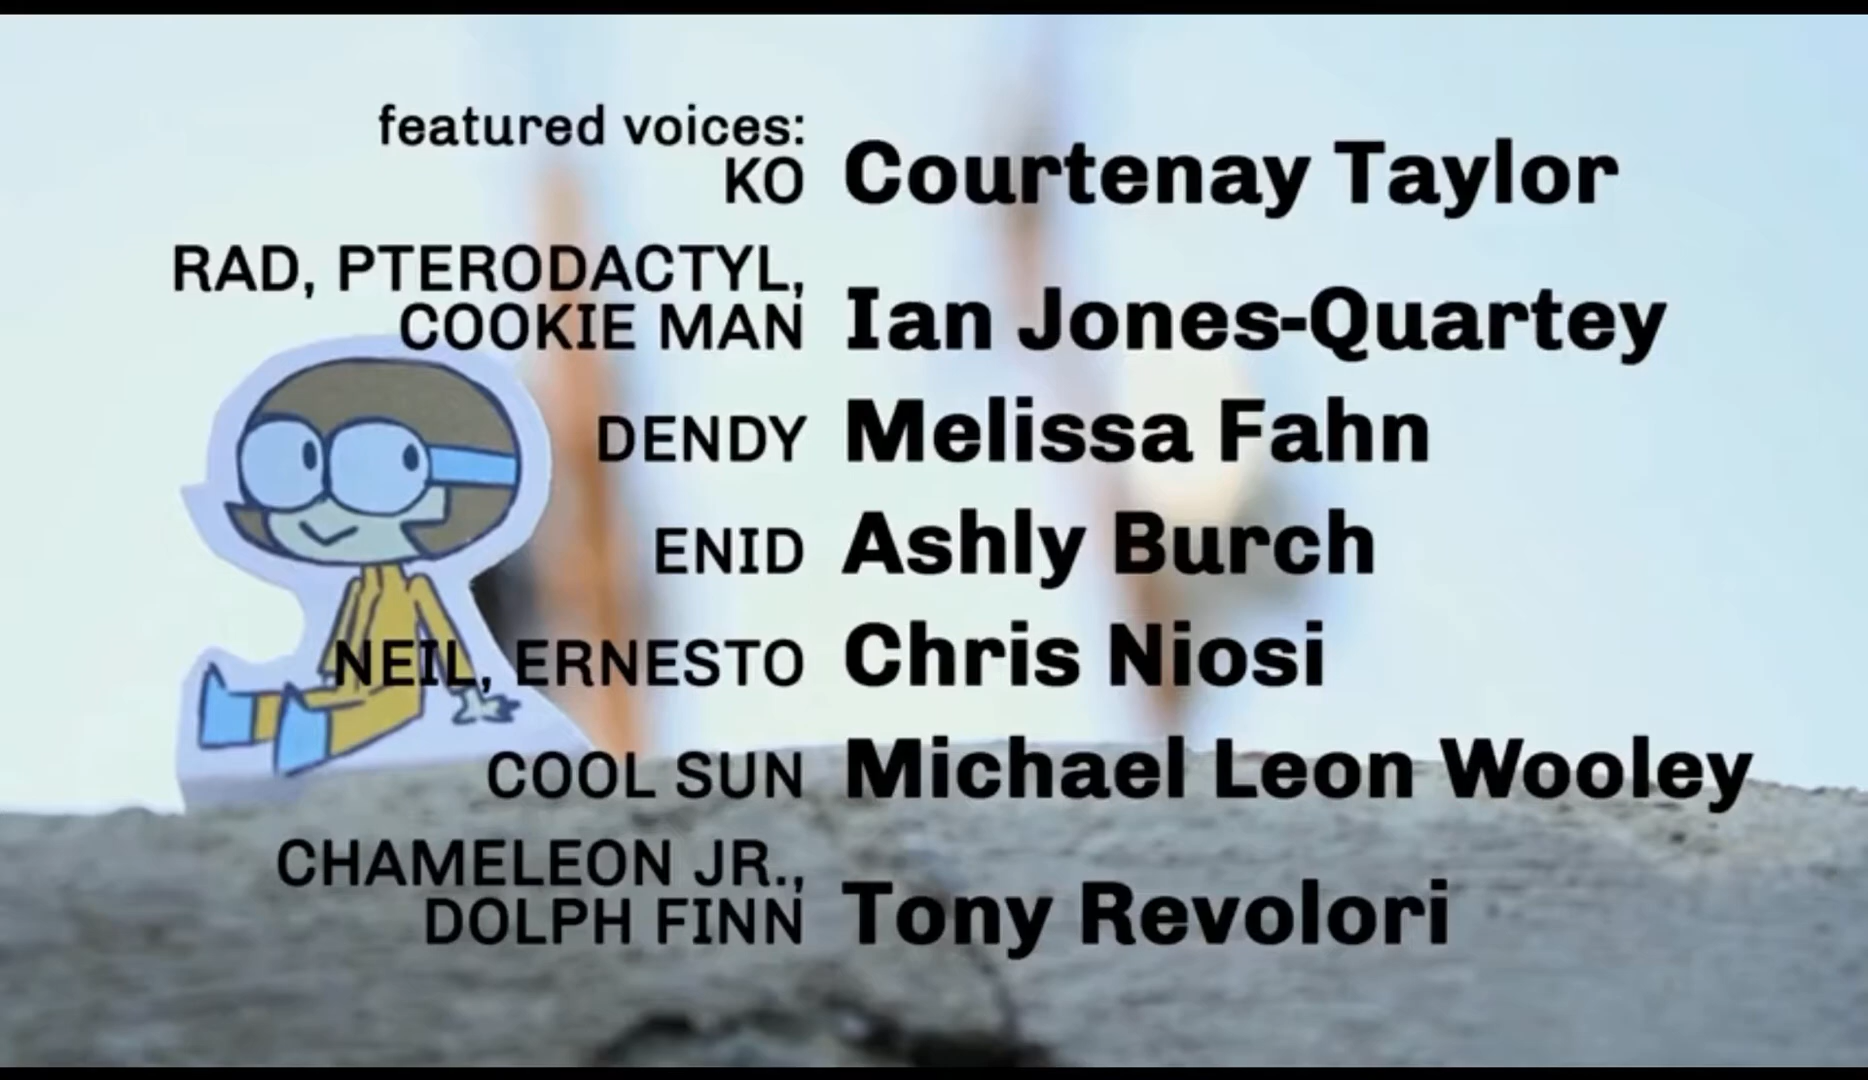 featured voices:
KO Courtenay Taylor
RAD, PTERODACTYL,
COOKIE MAN Ian Jones-Quartey
DENDY Melissa Fahn
ENID Ashly Burch
NEIL, ERNESTO Chris Niosi
COOL SUN Michael Leon Wooley
CHAMELEON JR.,
DOLPH FINN Tony Revolori